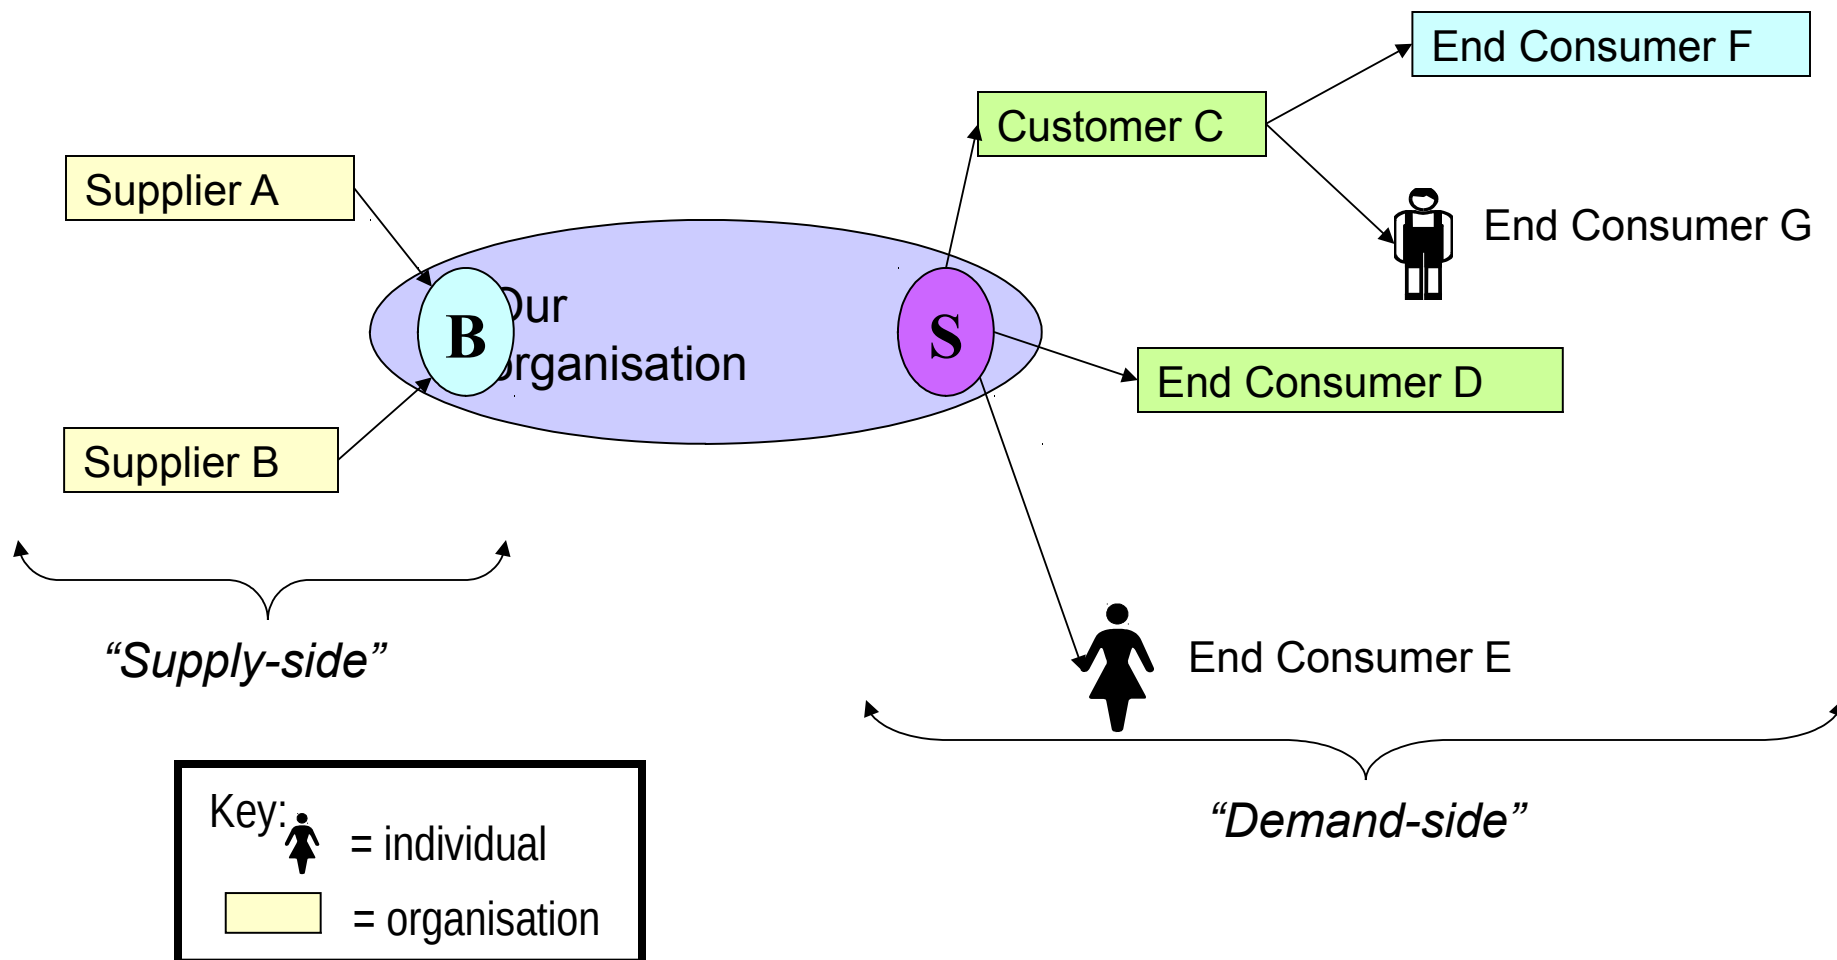 End Consumer F
Customer C
Supplier A
End Consumer G
Our
organisation
B
S
End Consumer D
Supplier B
“Supply-side”
End Consumer E
“Demand-side”
Key:
= individual
= organisation